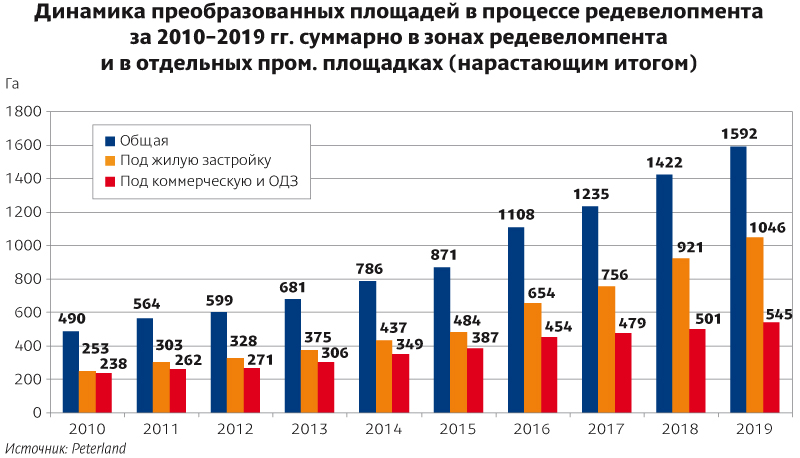 Динамика преобразованных площадей в процессе редевелопмента
за 2010–2019 гг. суммарно в зонах редевеломпента
и в отдельных пром. площадках (нарастающим итогом)
Га
1800
1600
1400
1200
1000
800
600
400
200
0
Общая
Под жилую застройку
Под коммерческую и ОДЗ
490 253 238
564 303 262
599 328 271
681 375 306
786 437 349
871 484 387
1108 654 454
1235 756 479
1422 921 501
1592 1046 545
2010 2011 2012 2013 2014 2015 2016 2017 2018 2019
Источник: Peterland